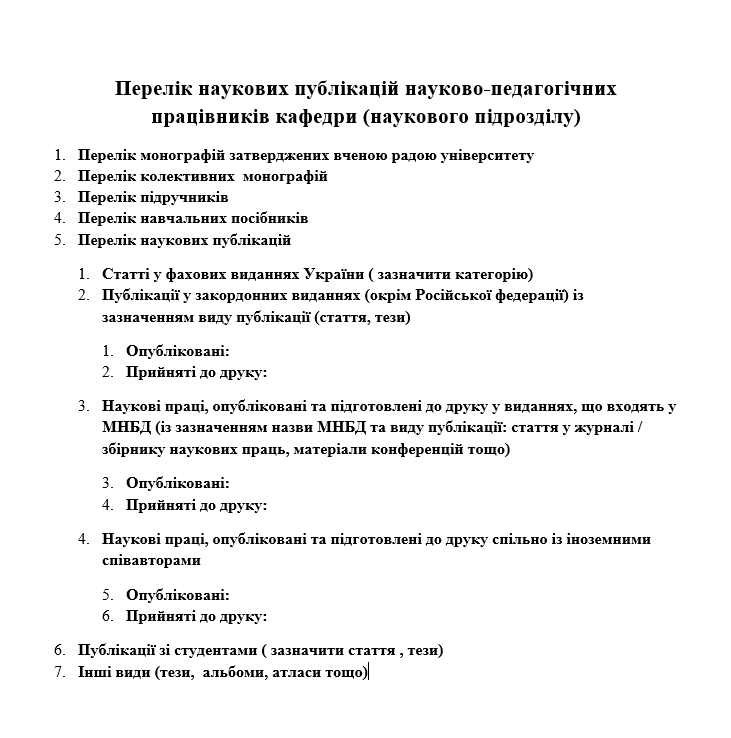 Перелік наукових публікацій науково-педагогічних
працівників кафедри (наукового підрозділу)
1. Перелік монографій затверджених вченою радою університету
2. Перелік колективних монографій
3. Перелік підручників
4. Перелік навчальних посібників
5. Перелік наукових публікацій
1. Статті у фахових виданнях України ( зазначити категорію)
2. Публікації у закордонних виданнях (окрім Російської федерації) із
зазначенням виду публікації (стаття, тези)
1. Опубліковані:
2. Прийняті до друку:
3. Наукові праці, опубліковані та підготовлені до друку у виданнях, що входять у
МНБД (із зазначенням назви МНБД та виду публікації: стаття у журналі /
збірнику наукових праць, матеріали конференцій тощо)
3. Опубліковані:
4. Прийняті до друку:
4. Наукові праці, опубліковані та підготовлені до друку спільно із іноземними
співавторами
5. Опубліковані:
6. Прийняті до друку:
6. Публікації зі студентами ( зазначити стаття , тези)
7. Інші види (тези, альбоми, атласи тощо)